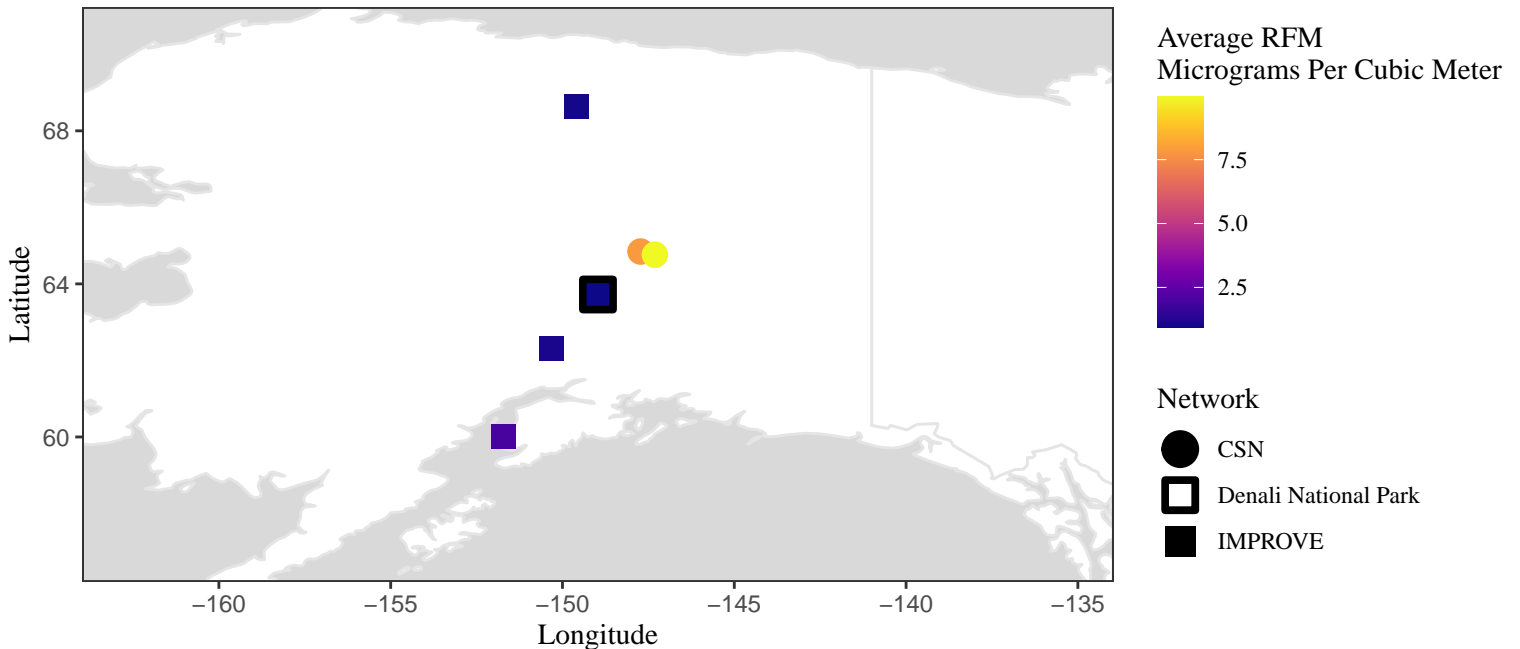 Average RFM
Micrograms Per Cubic Meter
7.5
5.0
2.5
Network
CSN
Denali National Park
IMPROVE
Latitude
68
64
60
−160
−155
−150
−145
−140
−135
Longitude